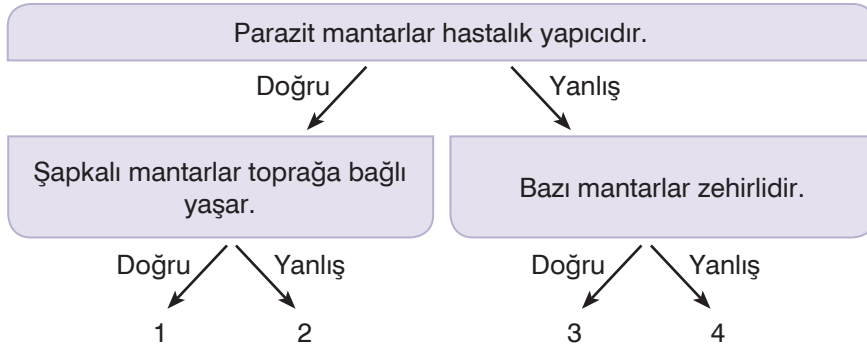 Parazit mantarlar hastalık yapıcıdır.
Doğru
Yanlış
Şapkalı mantarlar toprağa bağlı
yaşar.
Bazı mantarlar zehirlidir.
Doğru
Yanlış
Doğru
Yanlış
1
2
3
4